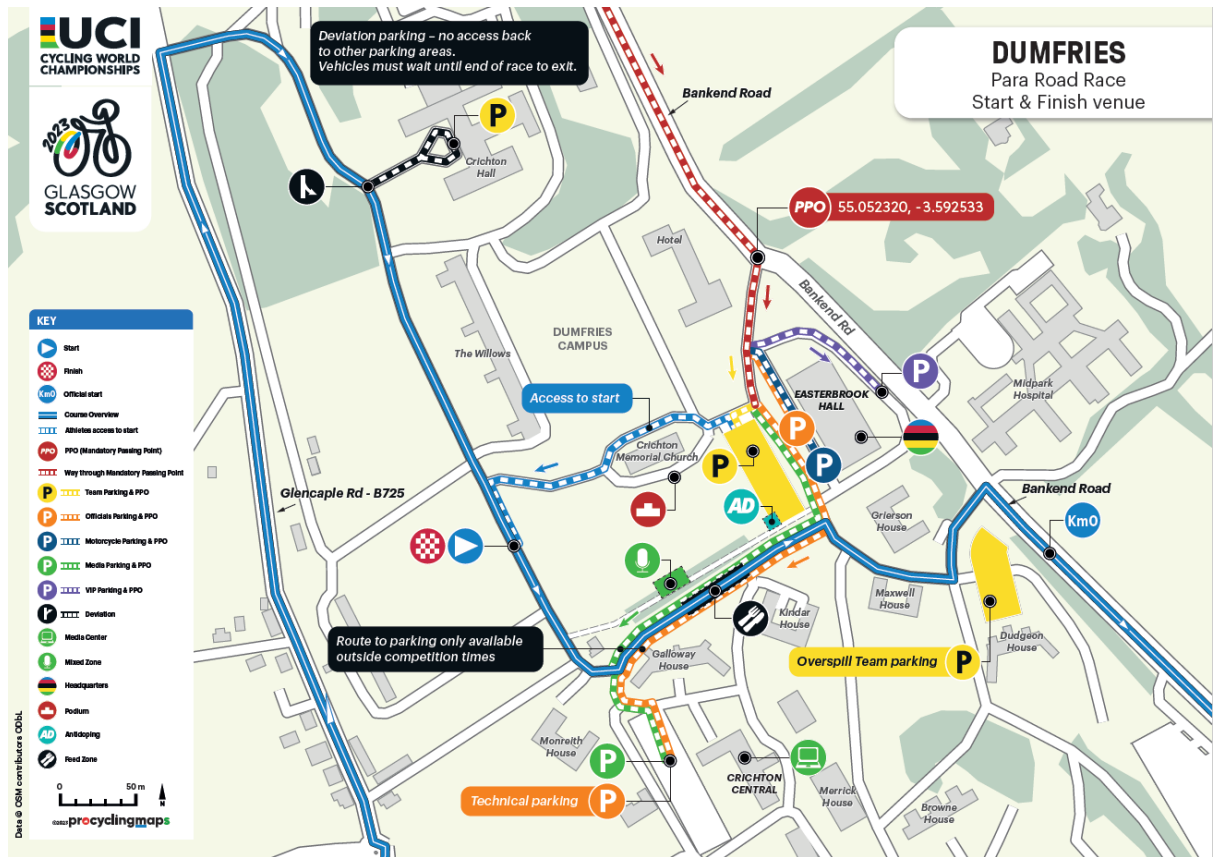 UCI
CYCLING WORLD
CHAMPIONSHIPS
2023
GLASGOW
SCOTLAND
Deviation parking – no access back
to other parking areas.
Vehicles must wait until end of race to exit.
DUMFRIES
Para Road Race
Start & Finish venue
Bankend Road
P
Crichton
Hall
PPO 55.052320, -3.592533
Hotel
Bankend Rd
KEY
Start
Finish
Km0 Official start
Course Overview
Athletes access to start
PPO PPO (Mandatory Passing Point)
Way through Mandatory Passing Point
P Team Parking & PPO
P Officials Parking & PPO
P Motorcycle Parking & PPO
P Media Parking & PPO
P VIP Parking & PPO
Deviation
Media Center
Mixed Zone
Headquarters
Podium
AD Antidoping
Feed Zone
0 50 m
N
©2023 procyclingmaps
Data © OSM contributors ODbL
DUMFRIES
CAMPUS
The Willows
P
Midpark
Hospital
EASTERBROOK
HALL
Access to start
P
Crichton
Memorial Church
P
P
Glencaple Rd - B725
Bankend Road
AD
Grierson
House
Km0
Maxwell
House
Kindar
House
Dudgeon
House
Route to parking only available
outside competition times
Galloway
House
Overspill Team parking P
Monreith
House
P
CRICHTON
CENTRAL
Technical parking P
Merrick
House
Browne
House